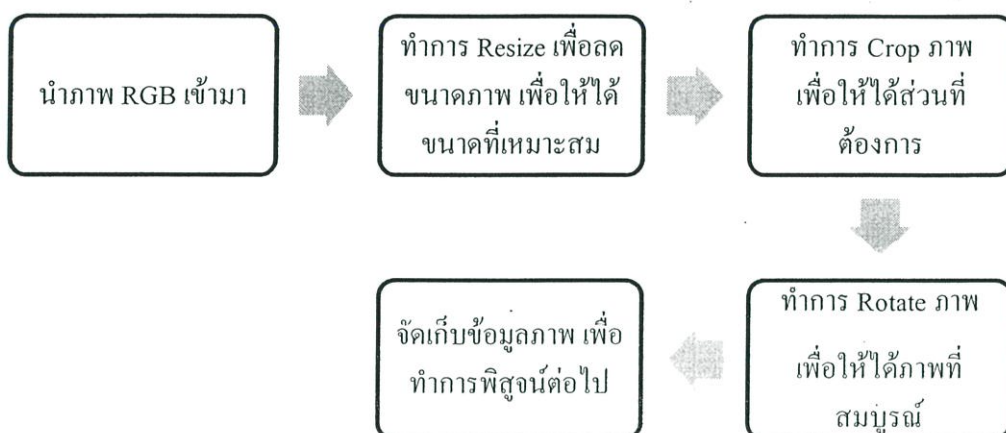 นำภาพ RGB เข้ามา
ทำการ Resize เพื่อลด
ขนาดภาพ เพื่อให้ได้
ขนาดที่เหมาะสม
ทำการ Crop ภาพ
เพื่อให้ได้ส่วนที่
ต้องการ
ทำการ Rotate ภาพ
เพื่อให้ได้ภาพที่
สมบูรณ์
จัดเก็บข้อมูลภาพ เพื่อ
ทำการพิสูจน์ต่อไป